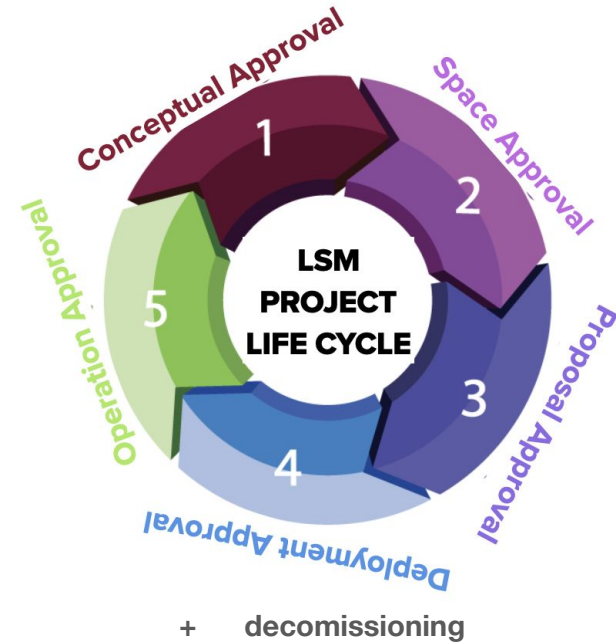 Conceptual Approval
1
Space Approval
2
Proposal Approval
3
Deployment Approval
4
Operation Approval
5
LSM
PROJECT
LIFE CYCLE
+ decomissioning